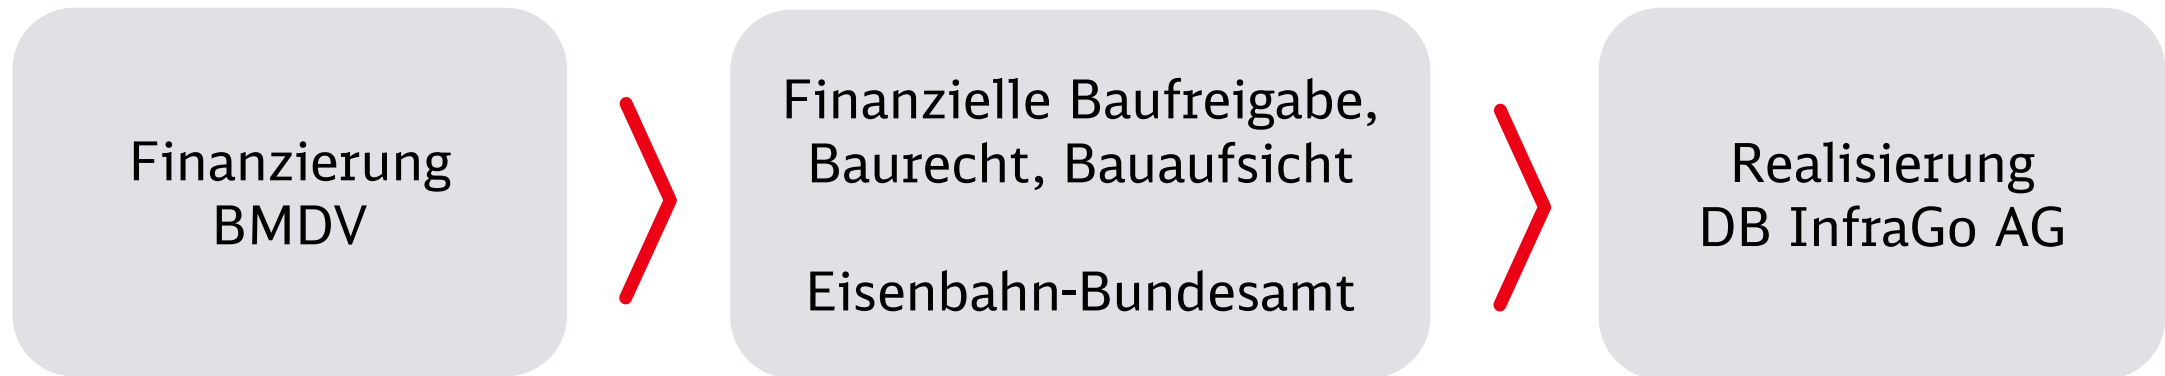 Finanzierung
BMDV
Finanzielle Baufreigabe,
Baurecht, Bauaufsicht
Eisenbahn-Bundesamt
Realisierung
DB InfraGo AG